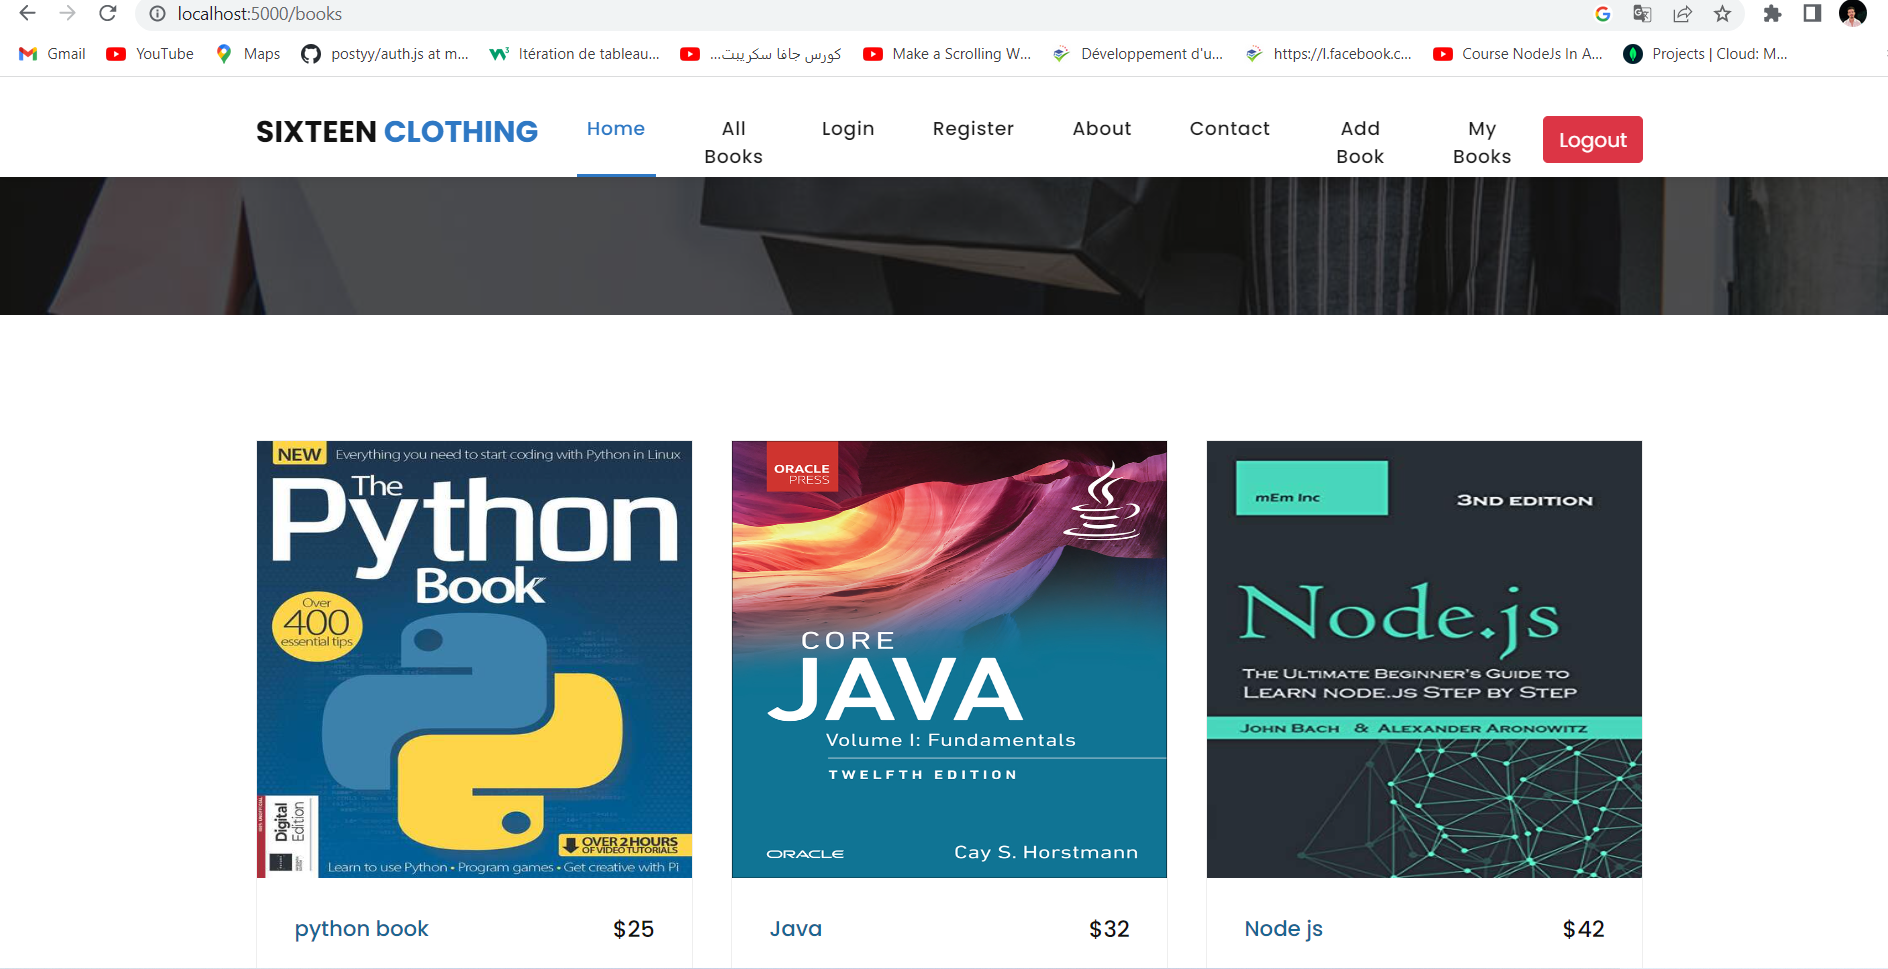 localhost:5000/books
Gmail
YouTube
Maps
postyy/auth.js at m...
Itération de tableau...
كورس جافا سكريبت...
Make a Scrolling W...
Développement d'u...
https://l.facebook.c...
Course NodeJs In A...
Projects | Cloud: M...
SIXTEEN CLOTHING
Home
All
Books
Login
Register
About
Contact
Add
Book
My
Books
Logout
NEW
Everything you need to start coding with Python in Linux
The
Python
Book
Over
400
essential tips
Digital
Edition
OVER 2 HOURS
OF VIDEO TUTORIALS
Learn to use Python • Program games • Get creative with Pi
python book
$25
ORACLE
PRESS
CORE
JAVA
Volume I: Fundamentals
TWELFTH EDITION
ORACLE
Cay S. Horstmann
Java
$32
mEm Inc
3ND EDITION
Node.js
The Ultimate Beginner's Guide to
Learn node.js Step by Step
John Bach & Alexander Aronowitz
Node js
$42